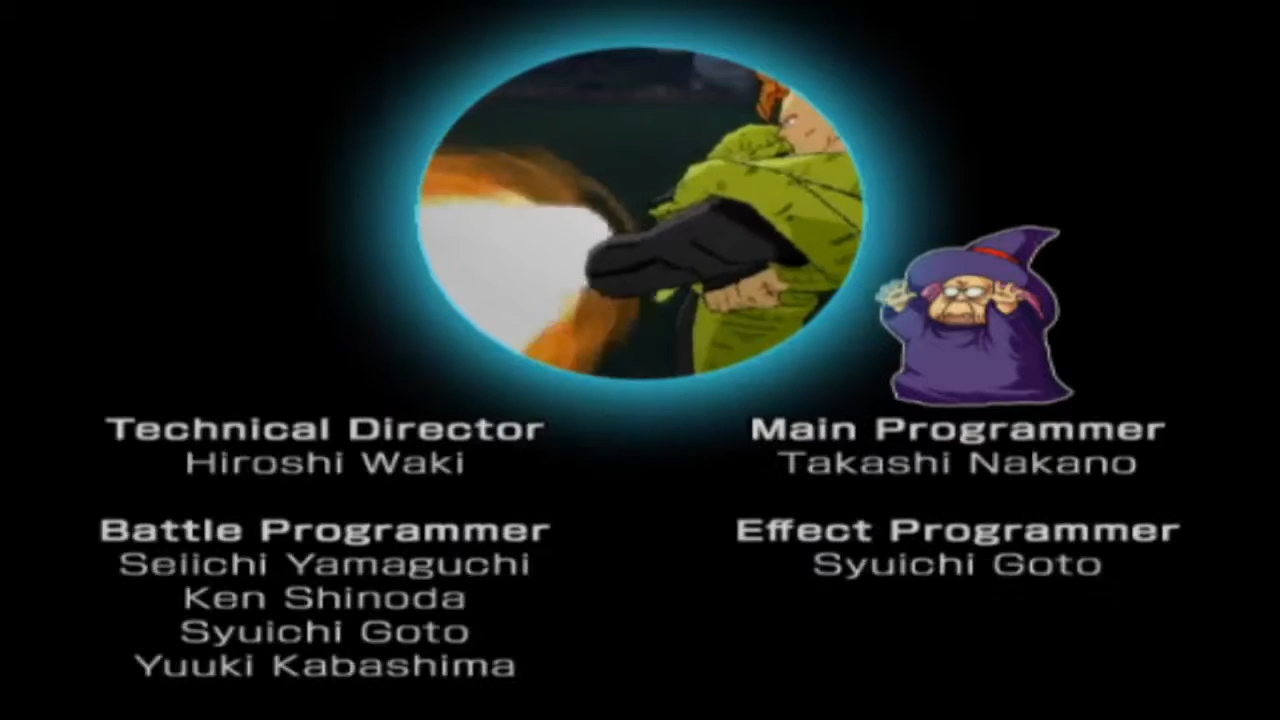 Technical Director
Hiroshi Waki
Main Programmer
Takashi Nakano
Battle Programmer
Seiichi Yamaguchi
Ken Shinoda
Syuichi Goto
Yuuki Kabashima
Effect Programmer
Syuichi Goto